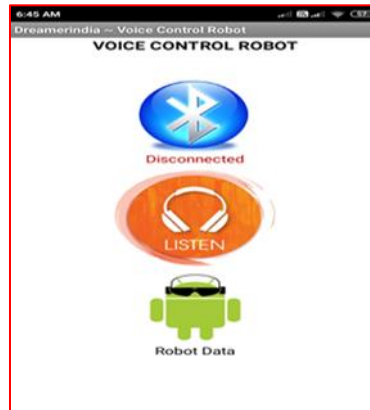 6:45 AM
Dreamerindia ~ Voice Control Robot
VOICE CONTROL ROBOT
Disconnected
LISTEN
Robot Data